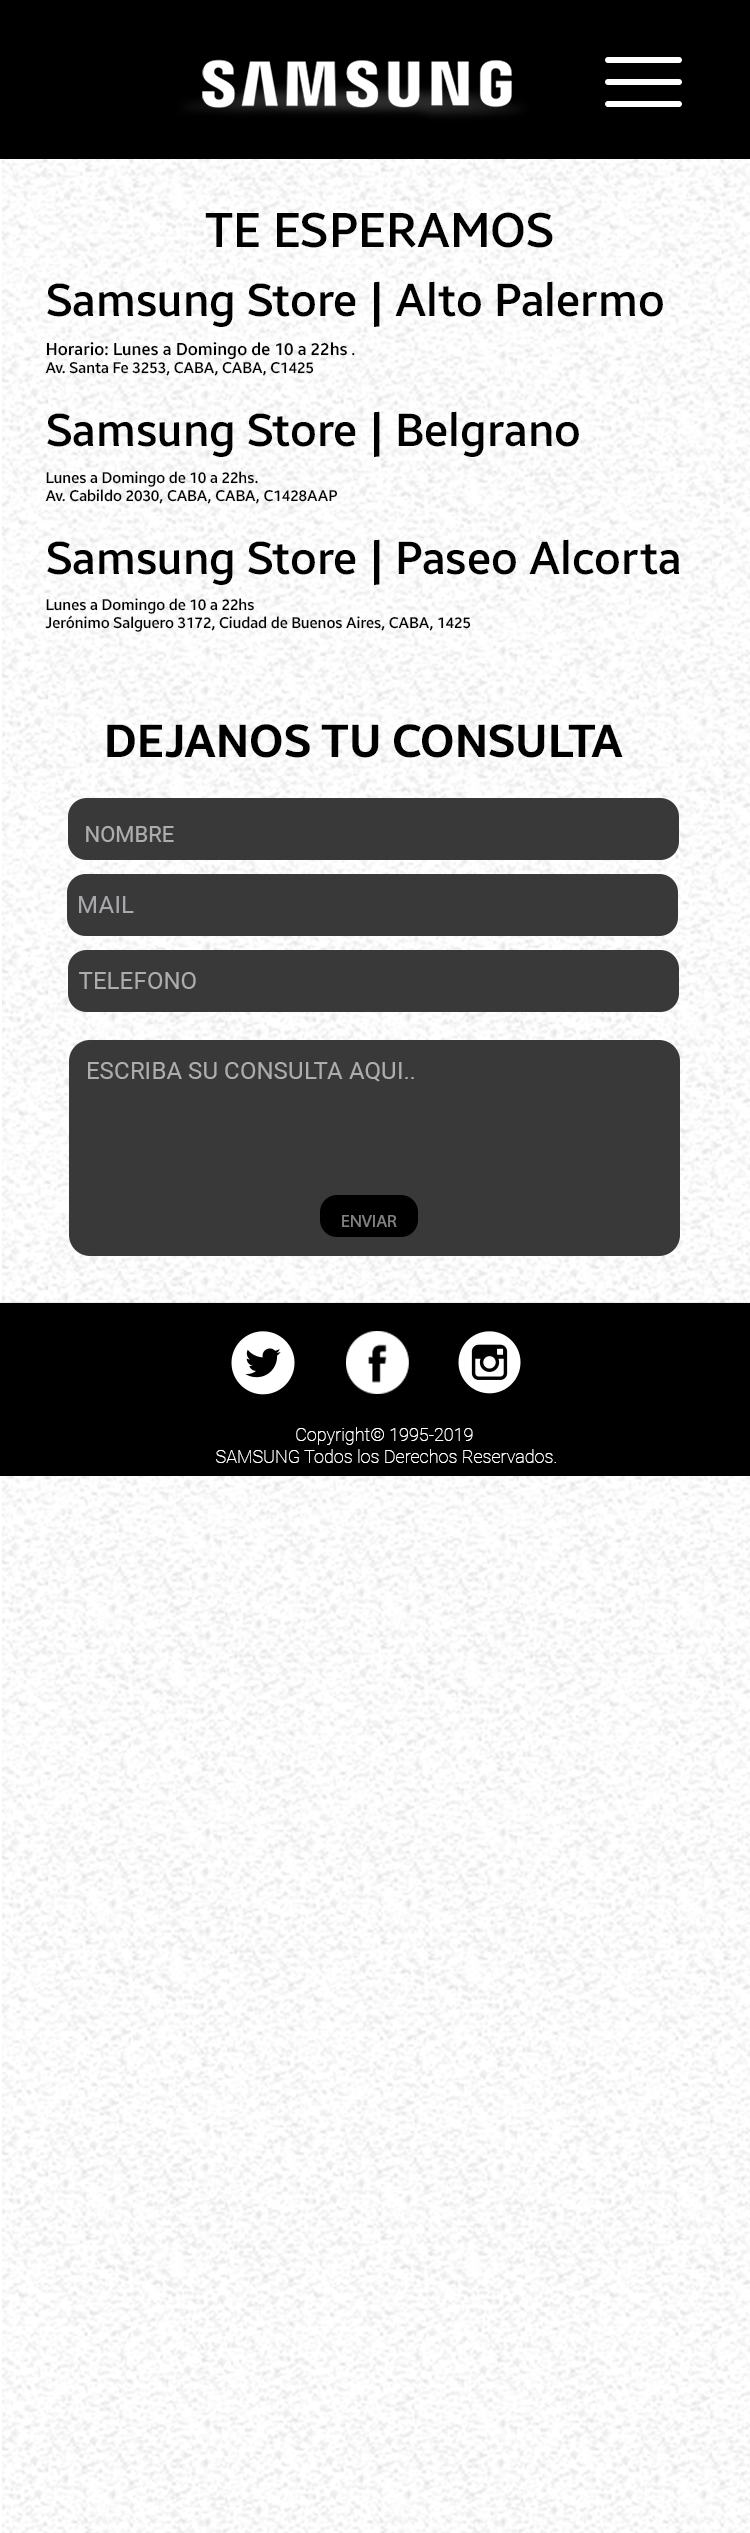 SAMSUNG
TE ESPERAMOS
Samsung Store | Alto Palermo
Horario: Lunes a Domingo de 10 a 22hs .
Av. Santa Fe 3253, CABA, CABA, C1425
Samsung Store | Belgrano
Lunes a Domingo de 10 a 22hs.
Av. Cabildo 2030, CABA, CABA, C1428AAP
Samsung Store | Paseo Alcorta
Lunes a Domingo de 10 a 22hs
Jerónimo Salguero 3172, Ciudad de Buenos Aires, CABA, 1425
DEJANOS TU CONSULTA
NOMBRE
MAIL
TELEFONO
ESCRIBA SU CONSULTA AQUI..
ENVIAR
Copyright© 1995-2019
SAMSUNG Todos los Derechos Reservados.